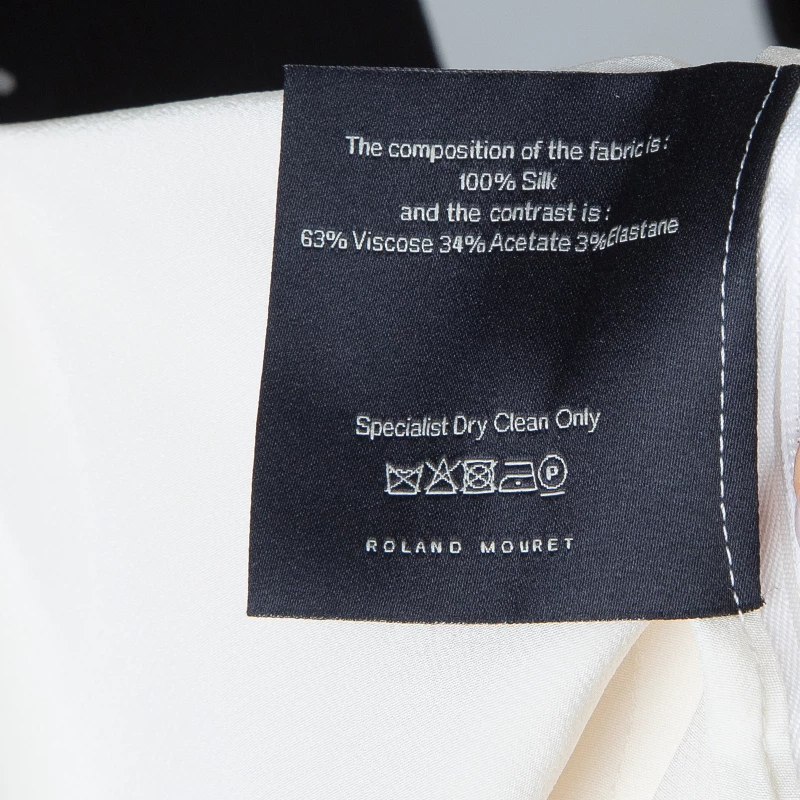 The composition of the fabric is :
100% Silk
and the contrast is :
63% Viscose 34% Acetate 3% Elastane
Specialist Dry Clean Only
P
ROLAND MOURET